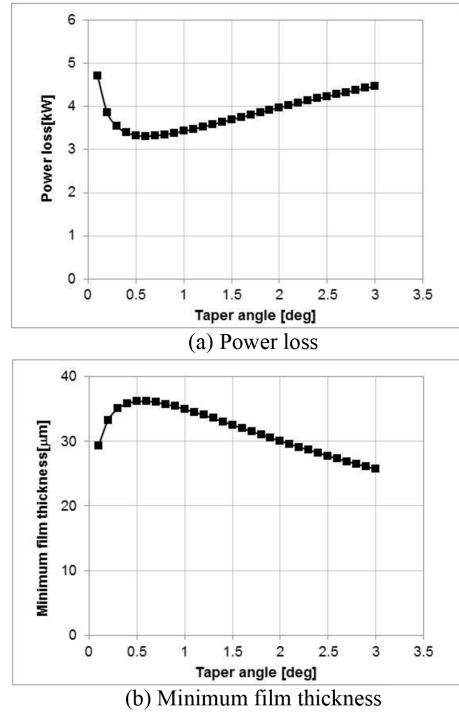 6
5
4
3
2
1
0
Power loss[kW]
0 0.5 1 1.5 2 2.5 3 3.5
Taper angle [deg]
(a) Power loss
40
30
20
10
0
Minimum film thickness[μm]
0 0.5 1 1.5 2 2.5 3 3.5
Taper angle [deg]
(b) Minimum film thickness